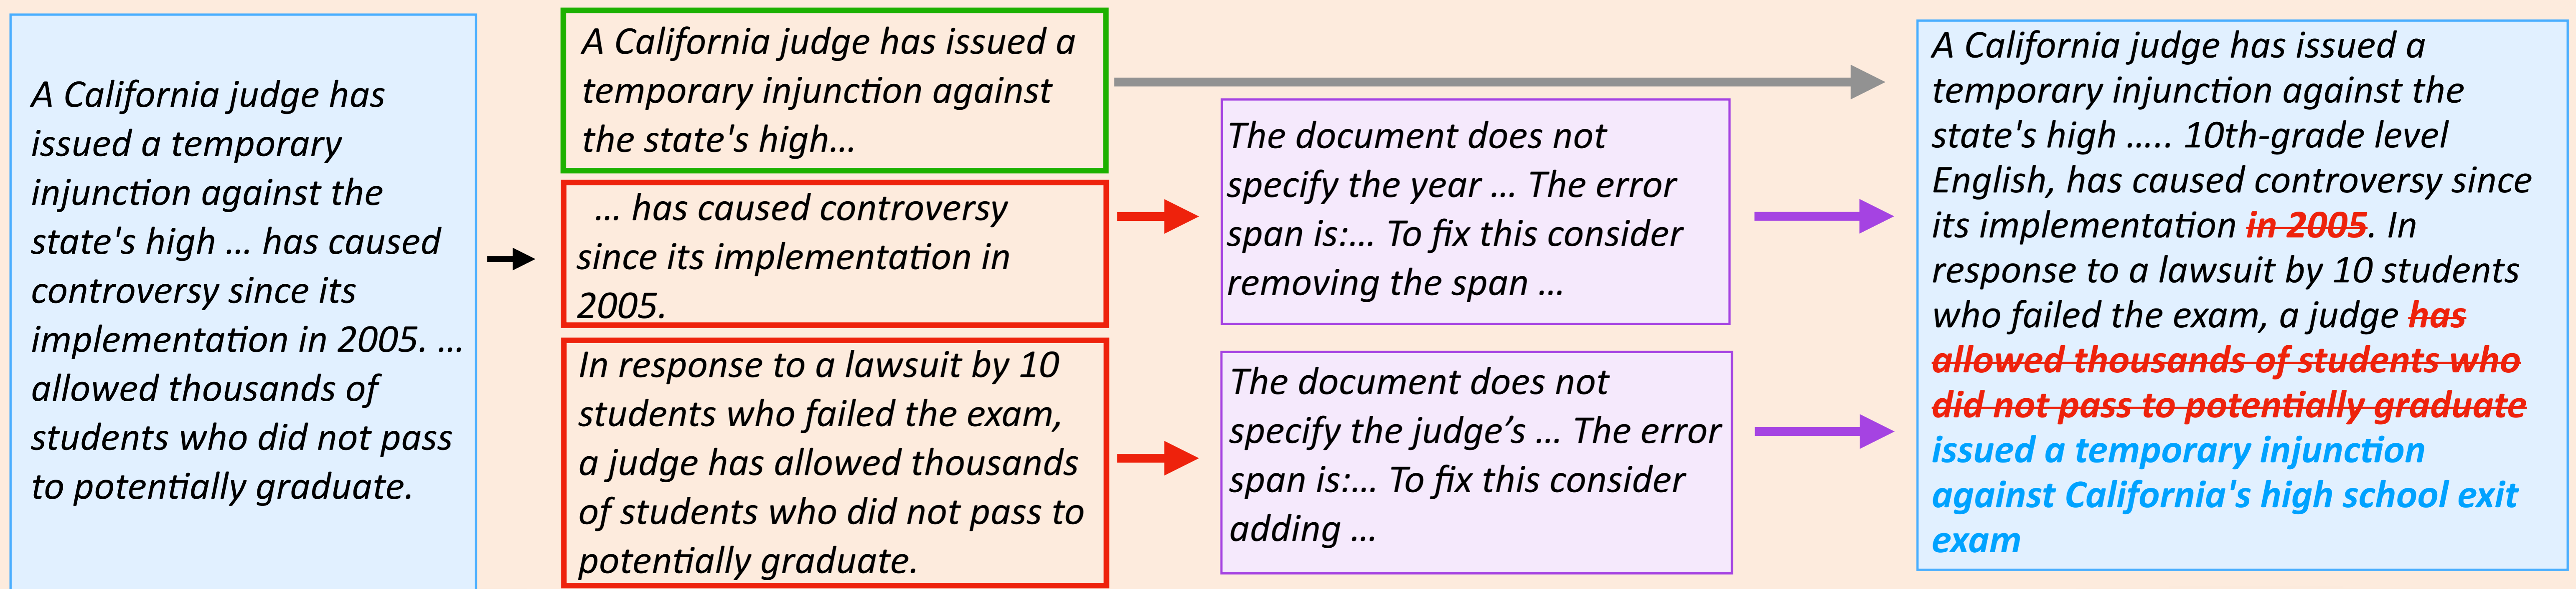 A California judge has
issued a temporary
injunction against the
state's high ... has caused
controversy since its
implementation in 2005. ...
allowed thousands of
students who did not pass
to potentially graduate.
A California judge has issued a
temporary injunction against
the state's high...
... has caused controversy
since its implementation in
2005.
In response to a lawsuit by 10
students who failed the exam,
a judge has allowed thousands
of students who did not pass to
potentially graduate.
The document does not
specify the year ... The error
span is:... To fix this consider
removing the span ...
The document does not
specify the judge’s ... The error
span is:... To fix this consider
adding ...
A California judge has issued a
temporary injunction against the
state's high ..... 10th-grade level
English, has caused controversy since
its implementation in 2005. In
response to a lawsuit by 10 students
who failed the exam, a judge has
allowed thousands of students who
did not pass to potentially graduate
issued a temporary injunction
against California's high school exit
exam